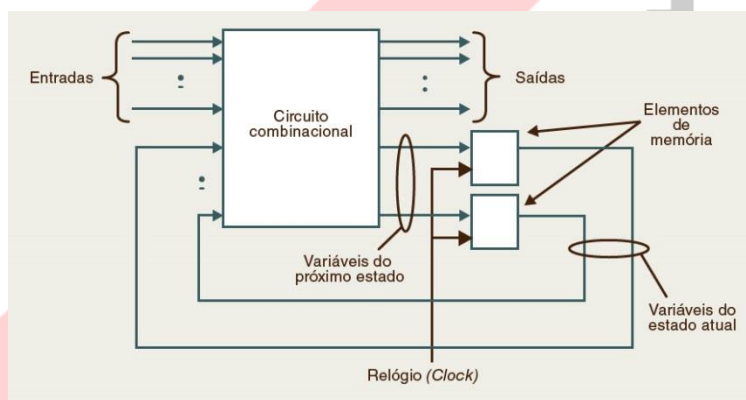 Entradas
Circuito
combinacional
Saídas
Elementos
de
memória
Variáveis do
próximo estado
Variáveis do
estado atual
Relógio (Clock)